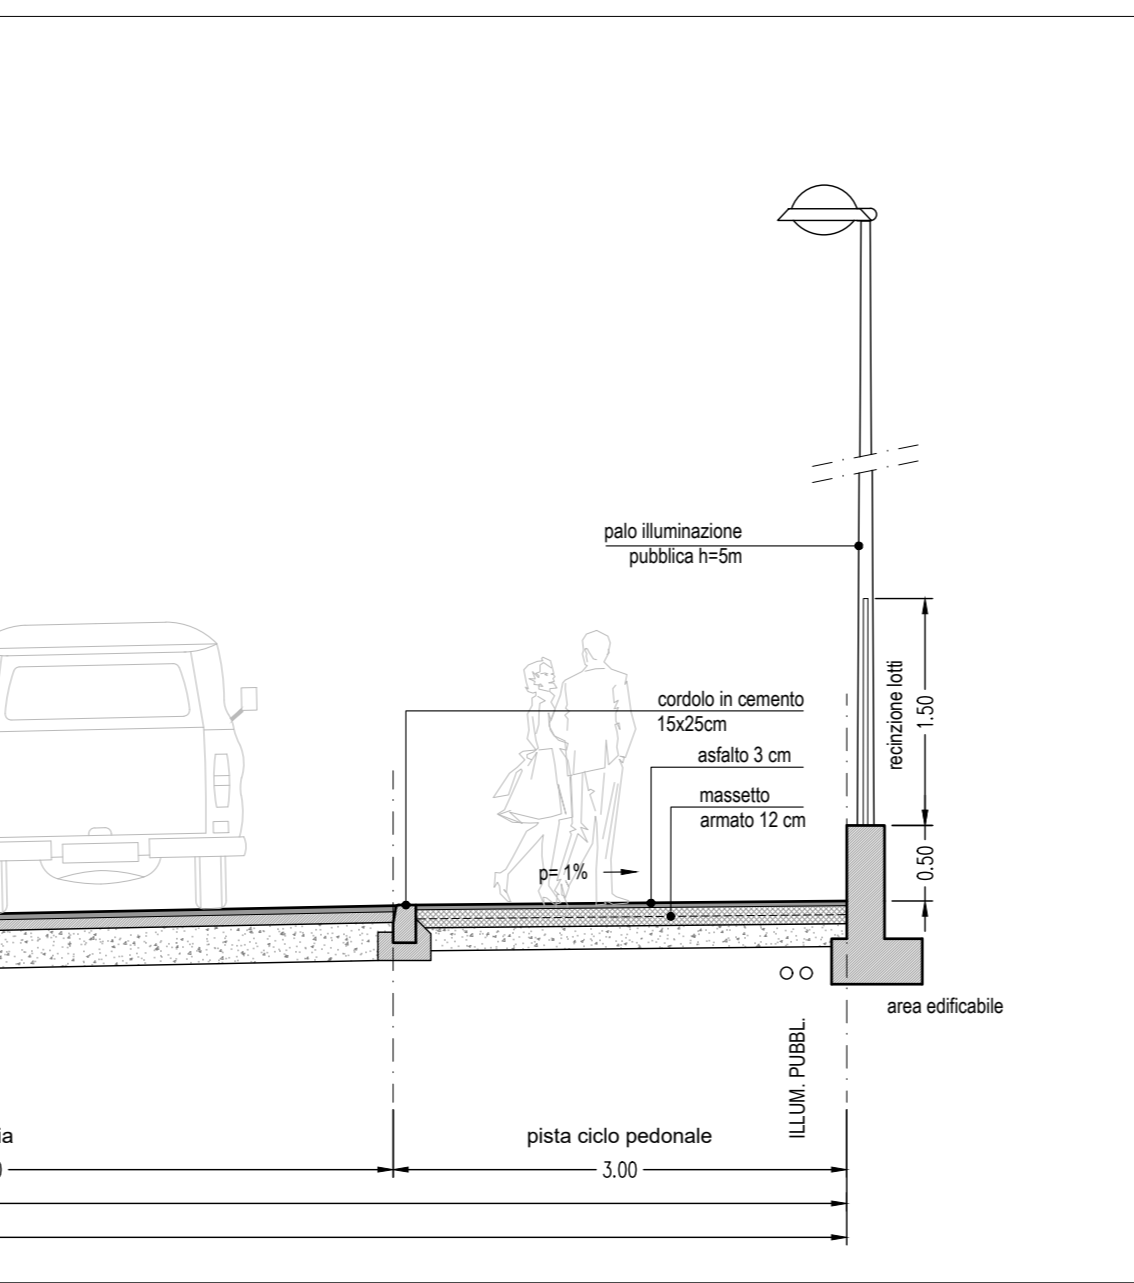 palo illuminazione
pubblica h=5m
recinzione lotti
1.50
cordolo in cemento
15x25cm
asfalto 3 cm
massetto
armato 12 cm
0.50
p= 1%
area edificabile
ILLUM. PUBBL.
pista ciclo pedonale
3.00